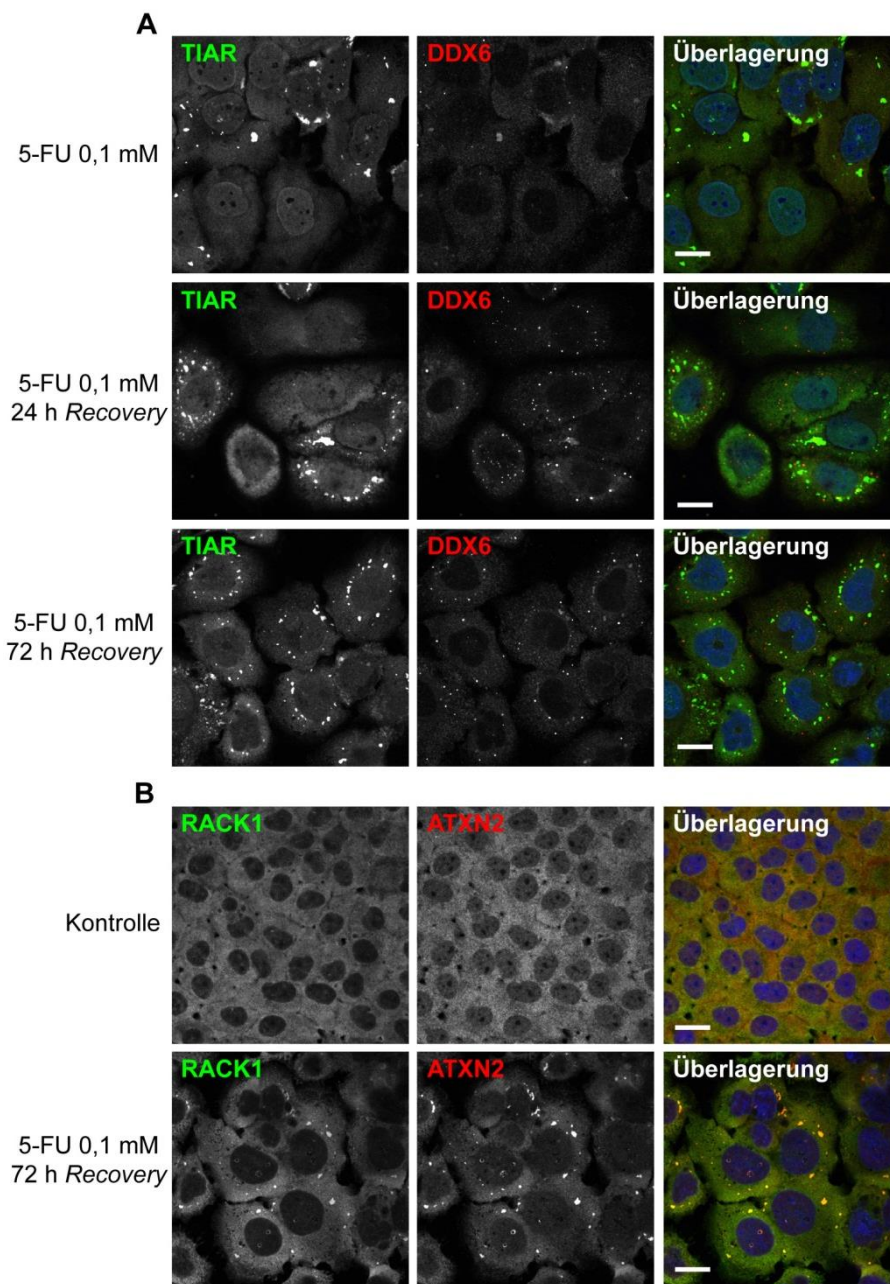 A
TIAR
DDX6
Überlagerung
5-FU 0,1 mM
TIAR
DDX6
Überlagerung
5-FU 0,1 mM
24 h Recovery
TIAR
DDX6
Überlagerung
5-FU 0,1 mM
72 h Recovery
B
RACK1
ATXN2
Überlagerung
Kontrolle
RACK1
ATXN2
Überlagerung
5-FU 0,1 mM
72 h Recovery